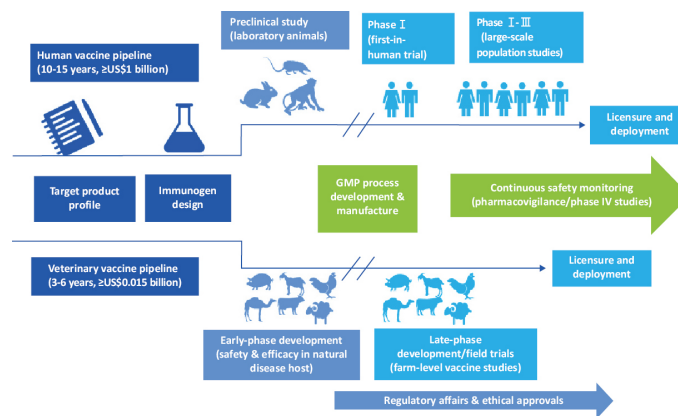 Preclinical study
(laboratory animals)
Phase Ⅰ
(first-in-
human trial)
Phase Ⅰ-Ⅲ
(large-scale
population studies)
Human vaccine pipeline
(10-15 years, ≥US$1 billion)
Licensure and
deployment
Target product
profile
Immunogen
design
GMP process
development &
manufacture
Continuous safety monitoring
(pharmacovigilance/phase IV studies)
Veterinary vaccine pipeline
(3-6 years, ≥US$0.015 billion)
Licensure and
deployment
Early-phase development
(safety & efficacy in natural
disease host)
Late-phase
development/field trials
(farm-level vaccine studies)
Regulatory affairs & ethical approvals